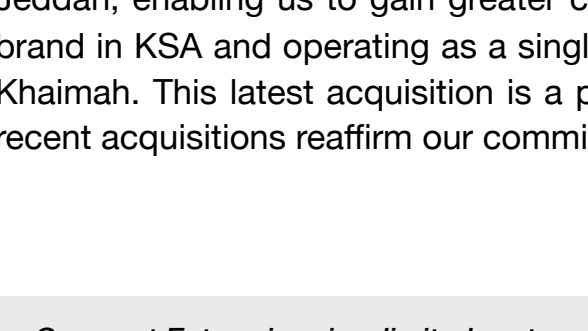 Jeddah, enabling us to gain greater c
brand in KSA and operating as a singl
Khaimah. This latest acquisition is a p
recent acquisitions reaffirm our commi